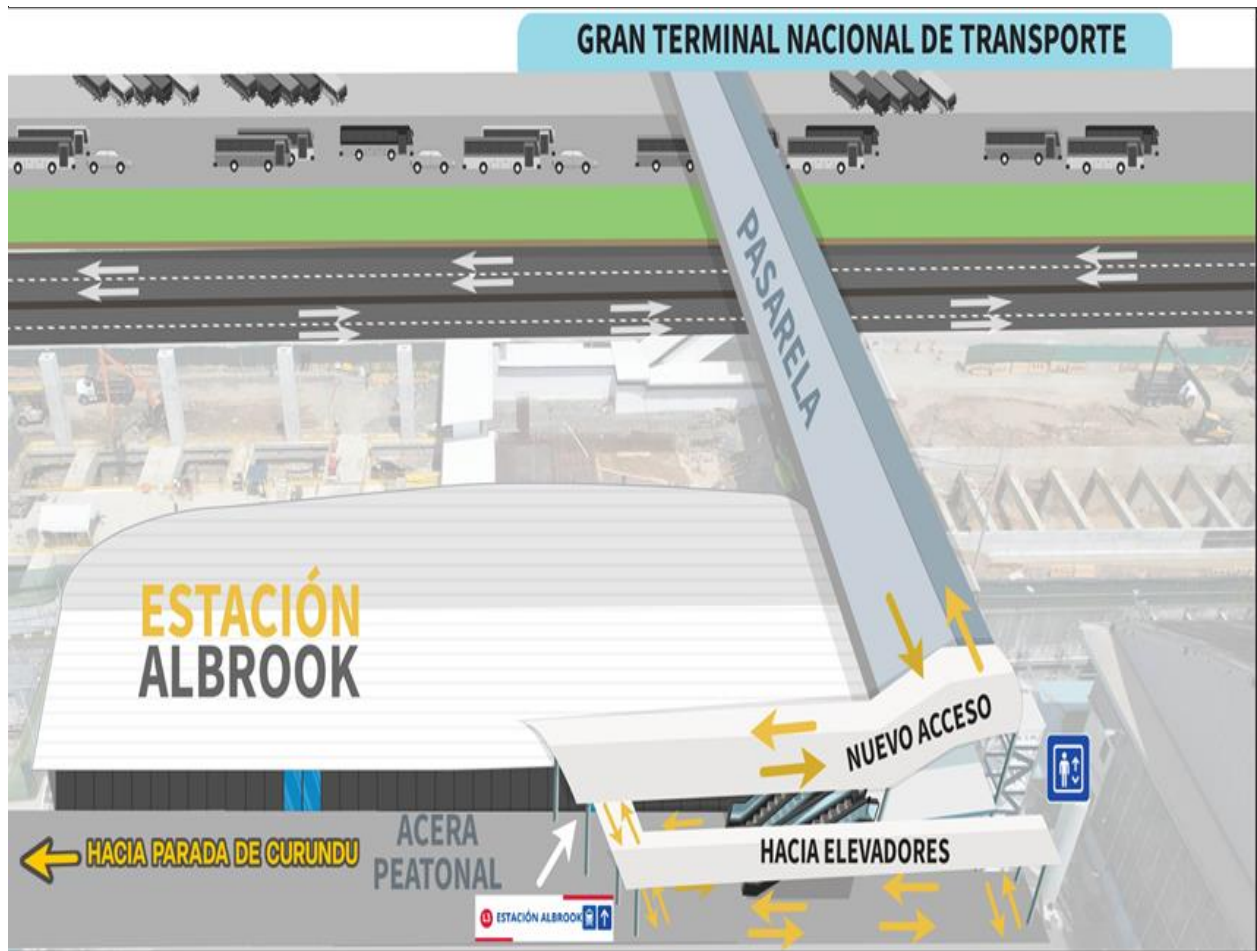 GRAN TERMINAL NACIONAL DE TRANSPORTE
PASARELA
ESTACIÓN
ALBROOK
NUEVO ACCESO
HACIA PARADA DE CURUNDU
ACERA
PEATONAL
HACIA ELEVADORES
ESTACIÓN ALBROOK